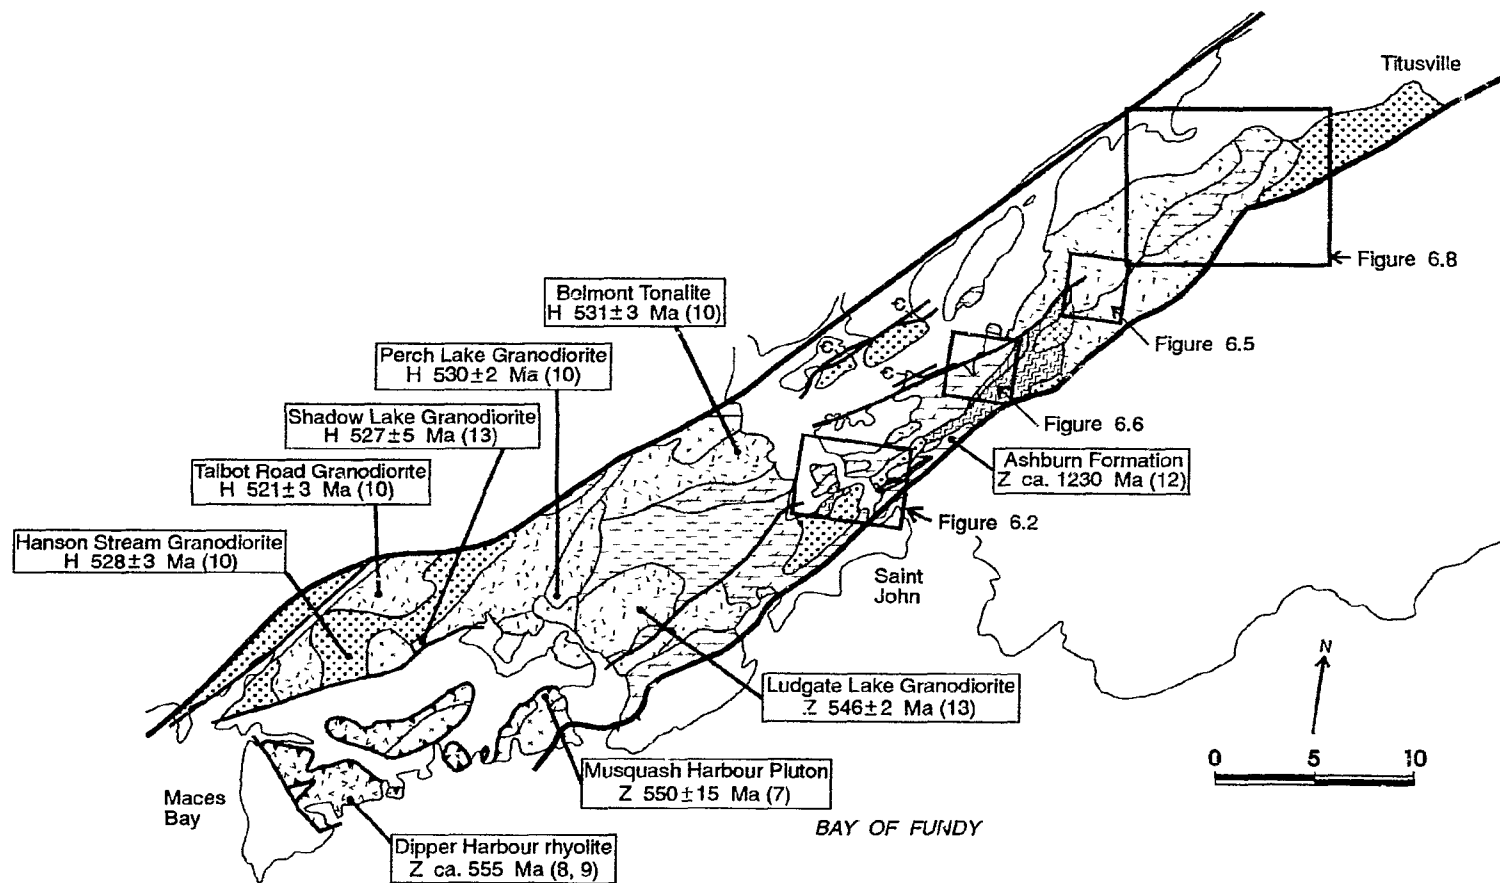 Titusville
Figure 6.8
Belmont Tonalite
H 531±3 Ma (10)
Є
Figure 6.5
Perch Lake Granodiorite
H 530±2 Ma (10)
Є
Є
Shadow Lake Granodiorite
H 527±5 Ma (13)
Figure 6.6
Talbot Road Granodiorite
H 521±3 Ma (10)
Ashburn Formation
Z ca. 1230 Ma (12)
Figure 6.2
Hanson Stream Granodiorite
H 528±3 Ma (10)
Saint
John
N
Ludgate Lake Granodiorite
Z 546±2 Ma (13)
0 5 10
Musquash Harbour Pluton
Z 550±15 Ma (7)
Maces
Bay
BAY OF FUNDY
Dipper Harbour rhyolite
Z ca. 555 Ma (8, 9)